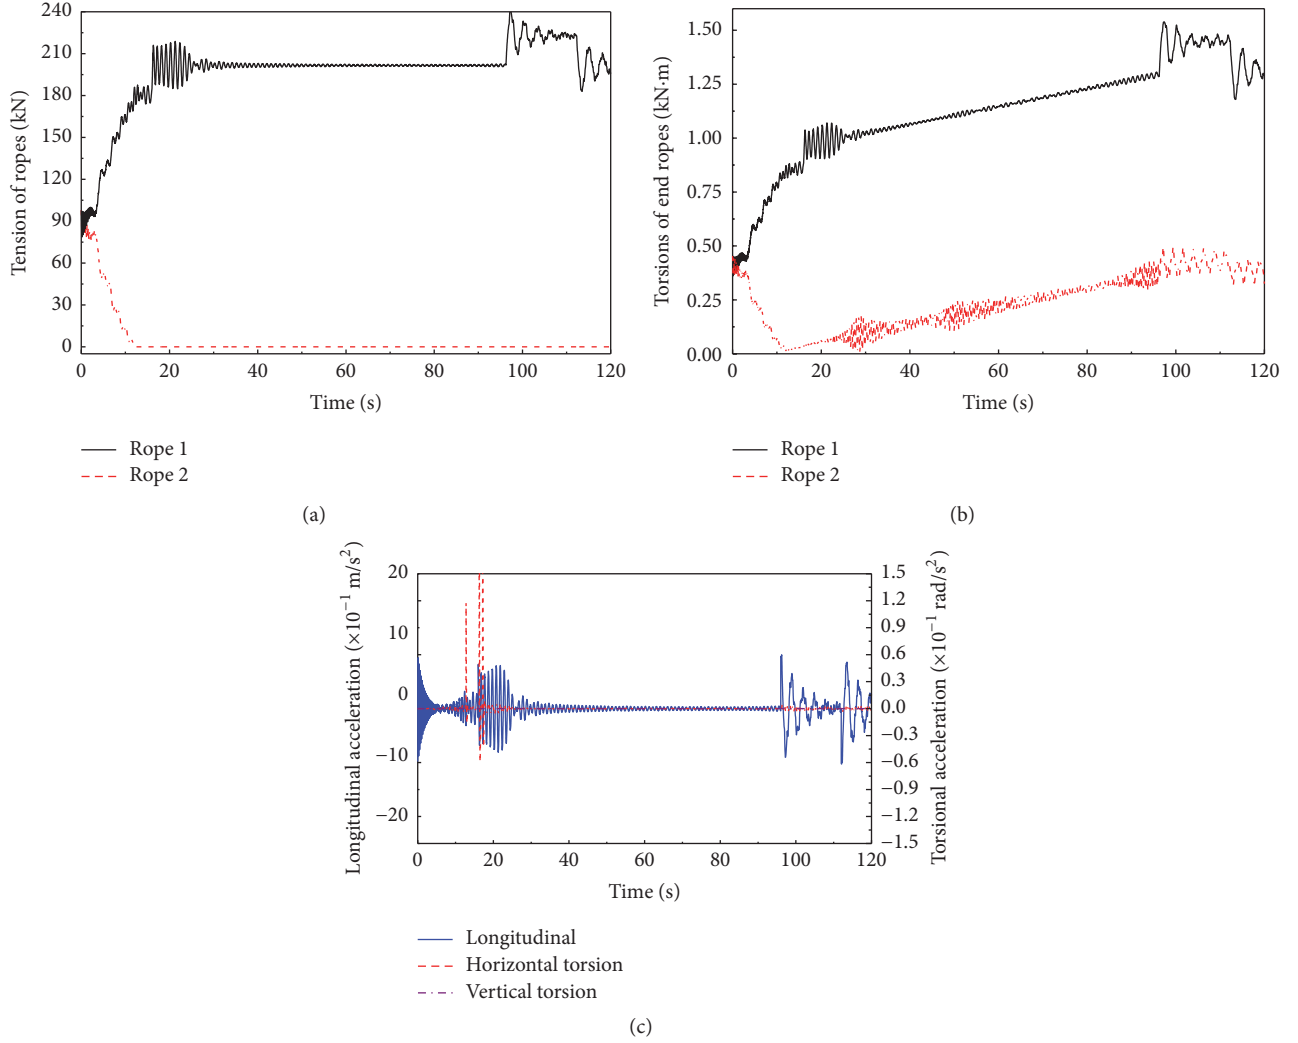 240
210
180
150
120
90
60
30
0
Tension of ropes (kN)
0 20 40 60 80 100 120
Time (s)
Rope 1
Rope 2
(a)
1.50
1.25
1.00
0.75
0.50
0.25
0.00
Torsions of end ropes (kN·m)
0 20 40 60 80 100 120
Time (s)
Rope 1
Rope 2
(b)
20
10
0
−10
−20
Longitudinal acceleration (×10⁻¹ m/s²)
1.5
1.2
0.9
0.6
0.3
0.0
−0.3
−0.6
−0.9
−1.2
−1.5
Torsional acceleration (×10⁻¹ rad/s²)
0 20 40 60 80 100 120
Time (s)
Longitudinal
Horizontal torsion
Vertical torsion
(c)